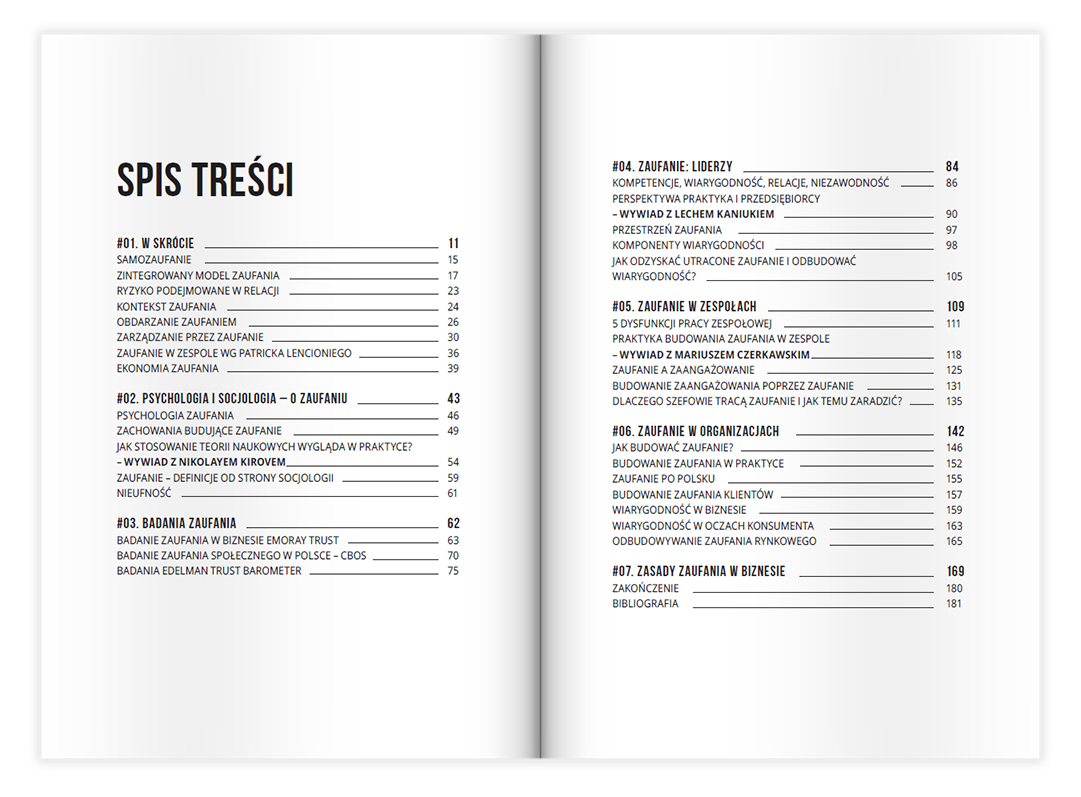 SPIS TREŚCI
#01. W SKRÓCIE 11
SAMOZAUFANIE 15
ZINTEGROWANY MODEL ZAUFANIA 17
RYZYKO PODEJMOWANE W RELACJI 23
KONTEKST ZAUFANIA 24
OBDARZANIE ZAUFANIEM 26
ZARZĄDZANIE PRZEZ ZAUFANIE 30
ZAUFANIE W ZESPOLE WG PATRICKA LENCIONIEGO 36
EKONOMIA ZAUFANIA 39
#02. PSYCHOLOGIA I SOCJOLOGIA – O ZAUFANIU 43
PSYCHOLOGIA ZAUFANIA 46
ZACHOWANIA BUDUJĄCE ZAUFANIE 49
JAK STOSOWANIE TEORII NAUKOWYCH WYGLĄDA W PRAKTYCE?
– WYWIAD Z NIKOLAYEM KIROVEM 54
ZAUFANIE – DEFINICJE OD STRONY SOCJOLOGII 59
NIEUFNOŚĆ 61
#03. BADANIA ZAUFANIA 62
BADANIE ZAUFANIA W BIZNESIE EMORAY TRUST 63
BADANIE ZAUFANIA SPOŁECZNEGO W POLSCE – CBOS 70
BADANIA EDELMAN TRUST BAROMETER 75
#04. ZAUFANIE: LIDERZY 84
KOMPETENCJE, WIARYGODNOŚĆ, RELACJE, NIEZAWODNOŚĆ 86
PERSPEKTYWA PRAKTYKA I PRZEDSIĘBIORCY
– WYWIAD Z LECHEM KANIUKIEM 90
PRZESTRZEŃ ZAUFANIA 97
KOMPONENTY WIARYGODNOŚCI 98
JAK ODZYSKAĆ UTRACONE ZAUFANIE I ODBUDOWAĆ
WIARYGODNOŚĆ? 105
#05. ZAUFANIE W ZESPOŁACH 109
5 DYSFUNKCJI PRACY ZESPOŁOWEJ 111
PRAKTYKA BUDOWANIA ZAUFANIA W ZESPOLE
– WYWIAD Z MARIUSZEM CZERKAWSKIM 118
ZAUFANIE A ZAANGAŻOWANIE 125
BUDOWANIE ZAANGAŻOWANIA POPRZEZ ZAUFANIE 131
DLACZEGO SZEFOWIE TRACĄ ZAUFANIE I JAK TEMU ZARADZIĆ? 135
#06. ZAUFANIE W ORGANIZACJACH 142
JAK BUDOWAĆ ZAUFANIE? 146
BUDOWANIE ZAUFANIA W PRAKTYCE 152
ZAUFANIE PO POLSKU 155
BUDOWANIE ZAUFANIA KLIENTÓW 157
WIARYGODNOŚĆ W BIZNESIE 159
WIARYGODNOŚĆ W OCZACH KONSUMENTA 163
ODBUDOWYWANIE ZAUFANIA RYNKOWEGO 165
#07. ZASADY ZAUFANIA W BIZNESIE 169
ZAKOŃCZENIE 180
BIBLIOGRAFIA 181